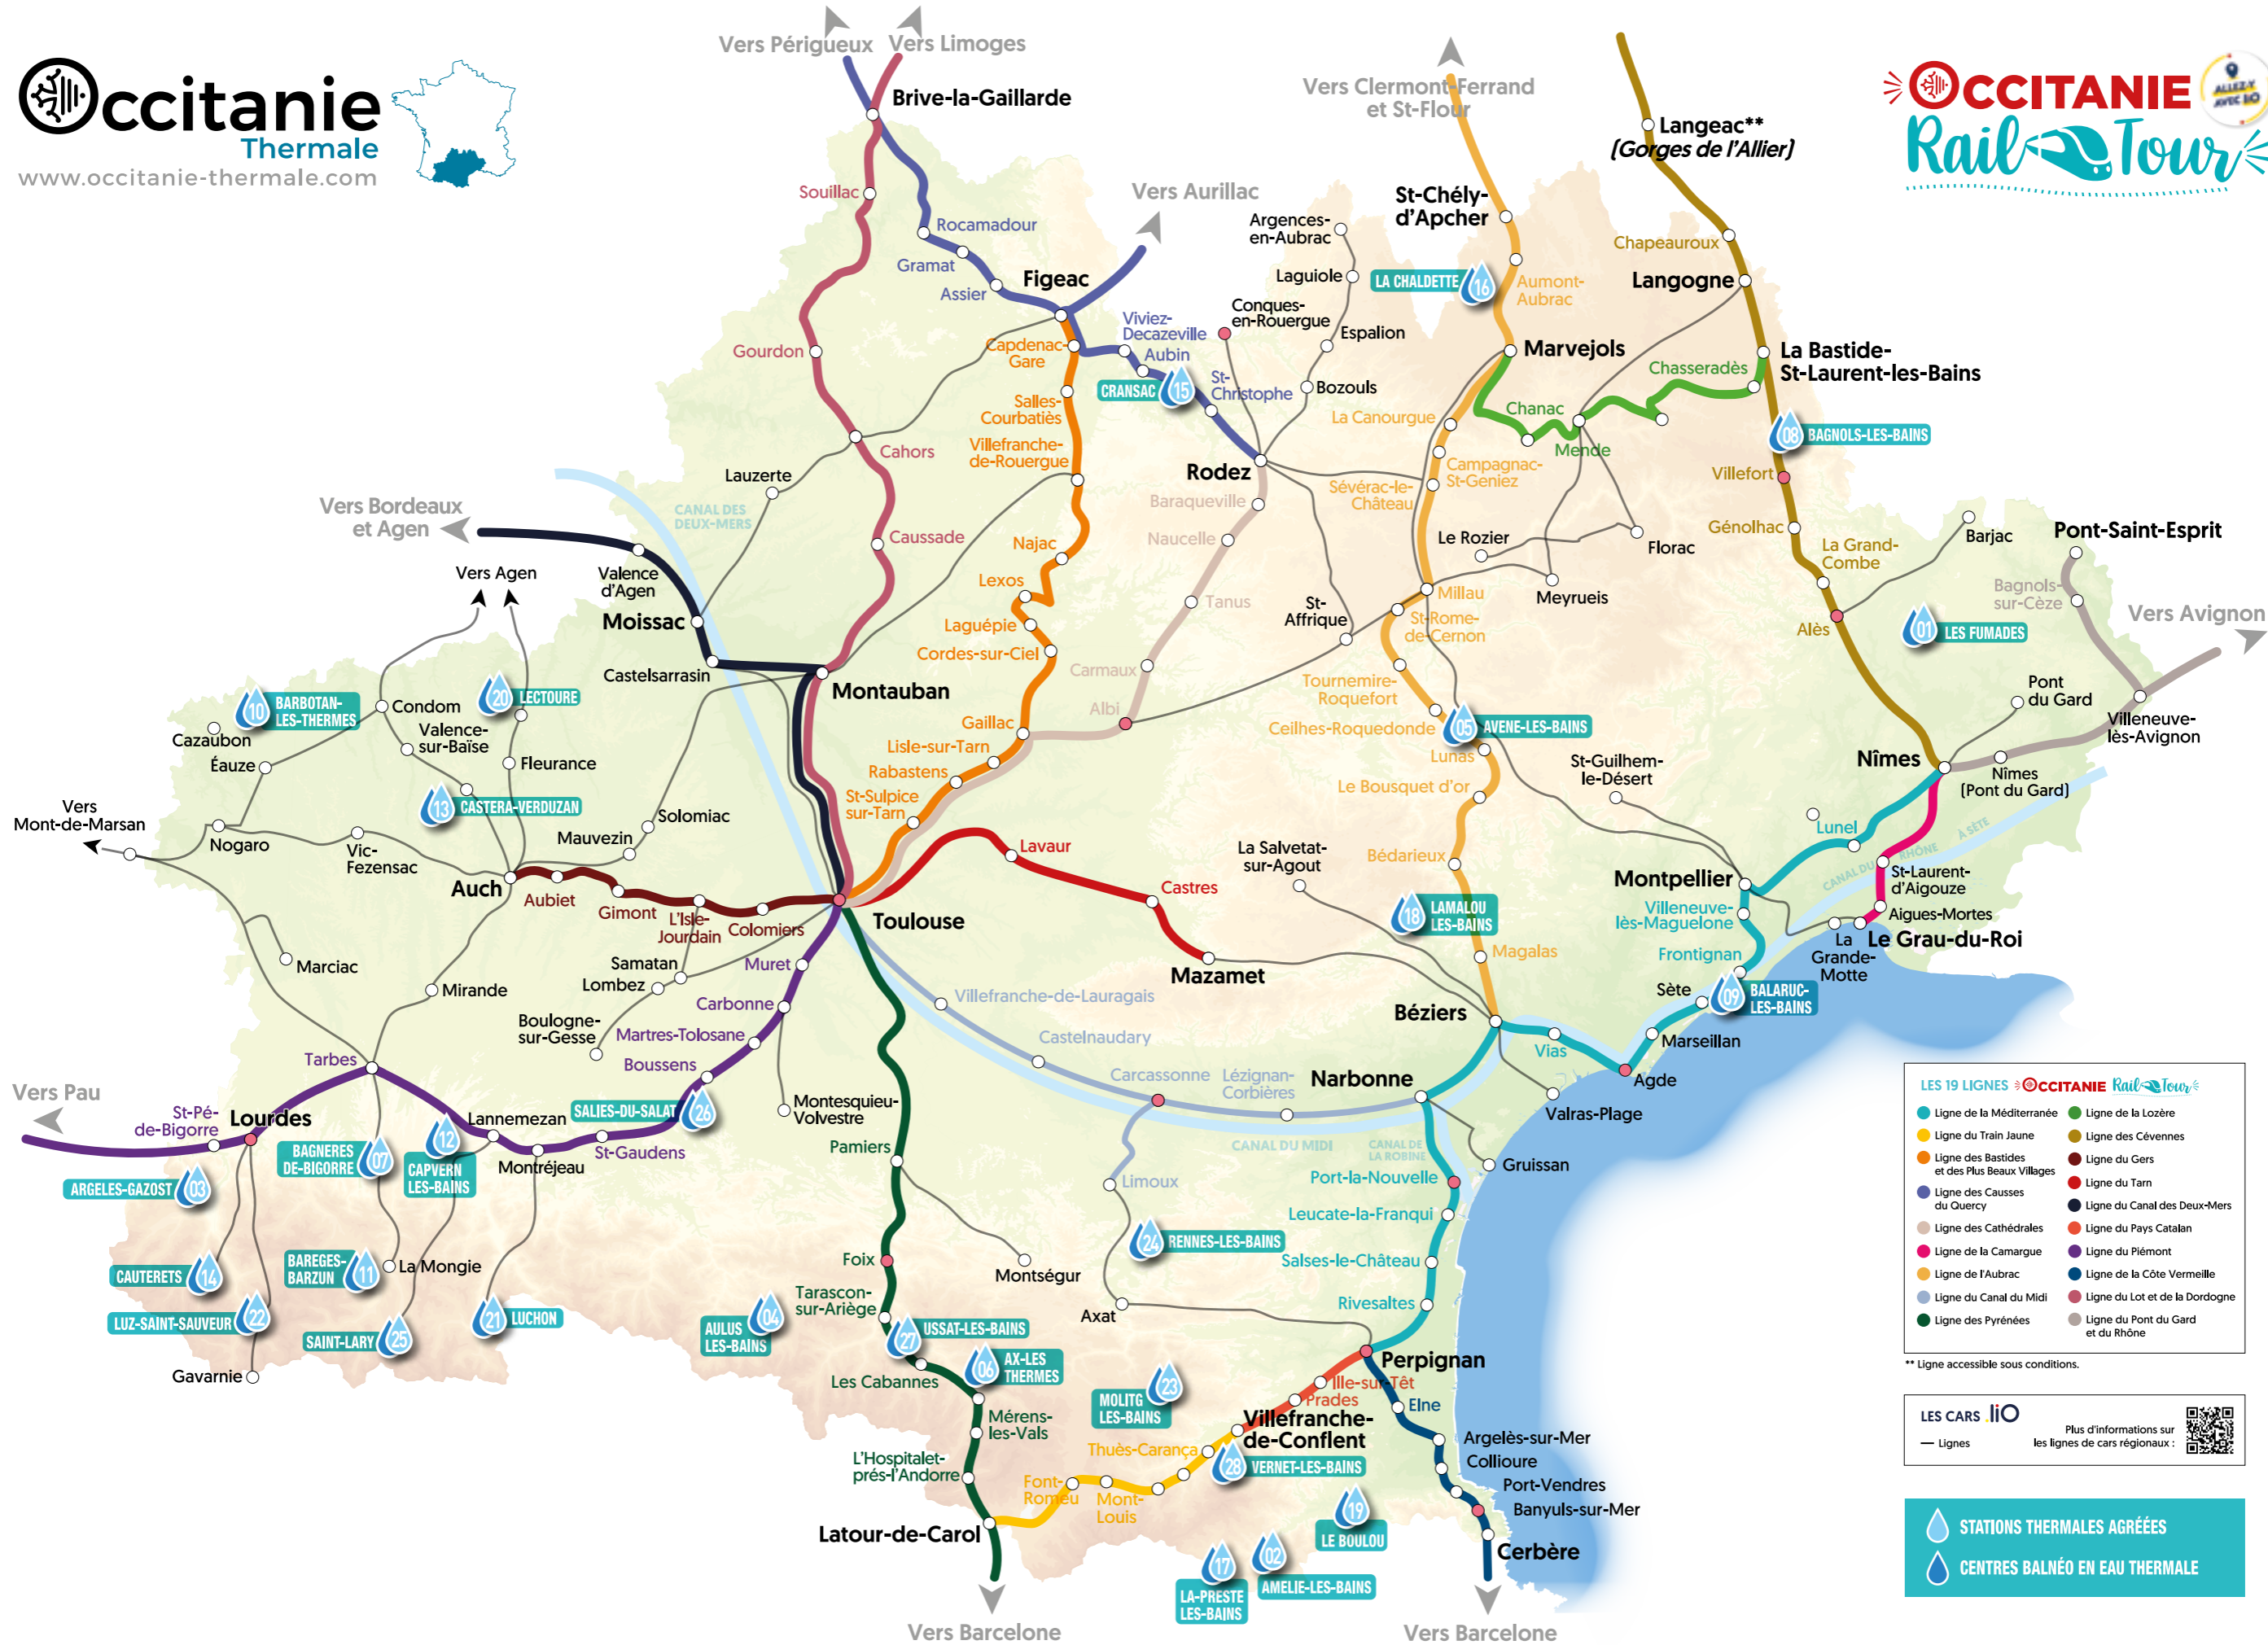 Occitanie
Thermale
www.occitanie-thermale.com
OCCITANIE
Rail Tour
ALLEZ-Y
AVEC liO
Vers Périgueux
Vers Limoges
Brive-la-Gaillarde
Vers Clermont-Ferrand
et St-Flour
Langeac**
(Gorges de l'Allier)
Souillac
Vers Aurillac
St-Chély-
d'Apcher
Argences-
en-Aubrac
Rocamadour
Chapeauroux
Gramat
Figeac
Laguiole
LA CHALDETTE
16
Aumont-
Aubrac
Langogne
Assier
Conques-
en-Rouergue
Viviez-
Decazeville
Espalion
Capdenac-
Gare
Aubin
Gourdon
Marvejols
La Bastide-
St-Laurent-les-Bains
Chasseradès
CRANSAC
15
St-
Christophe
Bozouls
Salles-
Courbatiès
La Canourgue
Chanac
Mende
08
BAGNOLS-LES-BAINS
Villefranche-
de-Rouergue
Cahors
Lauzerte
Rodez
Campagnac-
St-Geniez
Villefort
Sévérac-le-
Château
Baraqueville
CANAL DES
DEUX-MERS
Vers Bordeaux
et Agen
Caussade
Naucelle
Najac
Le Rozier
Florac
Génolhac
La Grand-
Combe
Barjac
Pont-Saint-Esprit
Valence
d'Agen
Vers Agen
Lexos
Tanus
St-
Affrique
Millau
Meyrueis
Bagnols-
sur-Cèze
Vers Avignon
Moissac
Laguépie
St-Rome-
de-Cernon
Alès
01
LES FUMADES
Cordes-sur-Ciel
Castelsarrasin
Montauban
Carmaux
Tournemire-
Roquefort
Pont
du Gard
10
BARBOTAN-
LES-THERMES
Condom
20
LECTOURE
Albi
Ceilhes-Roquedonde
05
AVENE-LES-BAINS
Villeneuve-
lès-Avignon
Cazaubon
Valence-
sur-Baïse
Gaillac
Lisle-sur-Tarn
Lunas
Éauze
Fleurance
Rabastens
St-Guilhem-
le-Désert
Nîmes
Nîmes
(Pont du Gard)
13
CASTERA-VERDUZAN
St-Sulpice
sur-Tarn
Le Bousquet d'or
Vers
Mont-de-Marsan
Nogaro
Vic-
Fezensac
Mauvezin
Solomiac
Lavaur
La Salvetat-
sur-Agout
Bédarieux
Lunel
CANAL DU RHÔNE À SÈTE
St-Laurent-
d'Aigouze
Auch
Aubiet
Gimont
L'Isle-
Jourdain
Colomiers
Toulouse
Castres
18
LAMALOU
LES-BAINS
Montpellier
Villeneuve-
lès-Maguelone
Aigues-Mortes
Le Grau-du-Roi
La
Grande-
Motte
Marciac
Samatan
Lombez
Muret
Mazamet
Magalas
Frontignan
Mirande
Carbonne
Villefranche-de-Lauragais
Sète
09
BALARUC-
LES-BAINS
Boulogne-
sur-Gesse
Martres-Tolosane
Béziers
Castelnaudary
Vias
Marseillan
Tarbes
Boussens
Carcassonne
Lézignan-
Corbières
Narbonne
Agde
Vers Pau
St-Pé-
de-Bigorre
Lourdes
Lannemezan
SALIES-DU-SALAT
26
Montesquieu-
Volvestre
Valras-Plage
BAGNERES
DE-BIGORRE
07
12
CAPVERN
LES-BAINS
Montréjeau
St-Gaudens
Pamiers
CANAL DU MIDI
CANAL DE
LA ROBINE
Gruissan
ARGELES-GAZOST
03
Limoux
Port-la-Nouvelle
Leucate-la-Franqui
24
RENNES-LES-BAINS
CAUTERETS
14
BAREGES-
BARZUN
11
La Mongie
Foix
Montségur
Salses-le-Château
LUZ-SAINT-SAUVEUR
22
SAINT-LARY
25
21
LUCHON
Tarascon-
sur-Ariège
Axat
Rivesaltes
AULUS
LES-BAINS
04
27
USSAT-LES-BAINS
Gavarnie
Les Cabannes
06
AX-LES
THERMES
Perpignan
MOLITG
LES-BAINS
23
Ille-sur-Têt
Prades
Elne
Mérens-
les-Vals
Villefranche-
de-Conflent
Thuès-Carança
Argelès-sur-Mer
Collioure
L'Hospitalet-
prés-l'Andorre
28
VERNET-LES-BAINS
Font-
Romeu
Mont-
Louis
Port-Vendres
Banyuls-sur-Mer
Latour-de-Carol
19
LE BOULOU
Cerbère
17
LA-PRESTE
LES-BAINS
02
AMELIE-LES-BAINS
Vers Barcelone
Vers Barcelone
LES 19 LIGNES OCCITANIE Rail Tour
Ligne de la Méditerranée
Ligne du Train Jaune
Ligne des Bastides
et des Plus Beaux Villages
Ligne des Causses
du Quercy
Ligne des Cathédrales
Ligne de la Camargue
Ligne de l'Aubrac
Ligne du Canal du Midi
Ligne des Pyrénées
Ligne de la Lozère
Ligne des Cévennes
Ligne du Gers
Ligne du Tarn
Ligne du Canal des Deux-Mers
Ligne du Pays Catalan
Ligne du Piémont
Ligne de la Côte Vermeille
Ligne du Lot et de la Dordogne
Ligne du Pont du Gard
et du Rhône
** Ligne accessible sous conditions.
LES CARS liO
Lignes
Plus d'informations sur
les lignes de cars régionaux :
STATIONS THERMALES AGRÉÉES
CENTRES BALNÉO EN EAU THERMALE